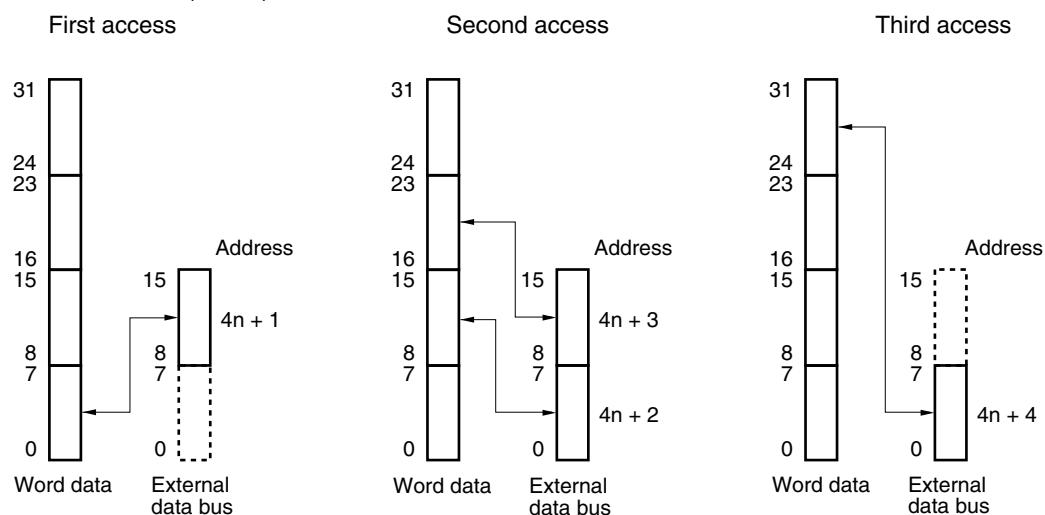 First access
31
24
23
16
15
8
7
0
Address
15
8
7
0
4n + 1
Word data
External
data bus
Second access
31
24
23
16
15
8
7
0
Address
15
8
7
0
4n + 3
4n + 2
Word data
External
data bus
Third access
31
24
23
16
15
8
7
0
Address
15
8
7
0
4n + 4
Word data
External
data bus